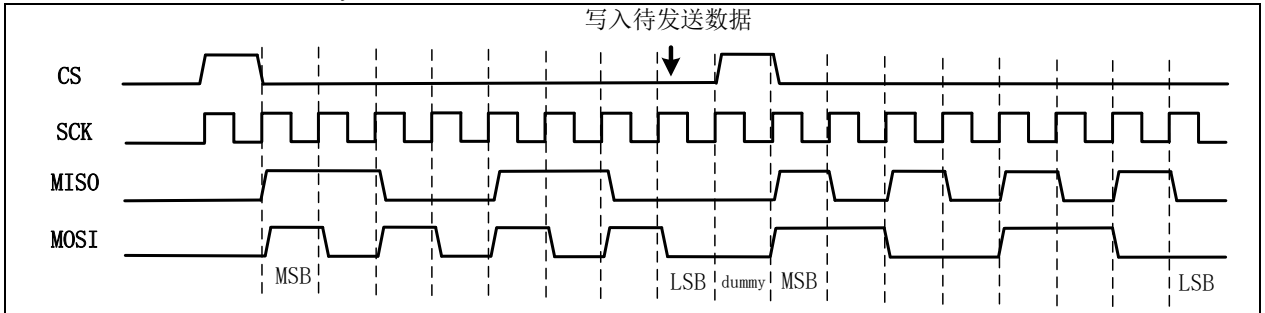 写入待发送数据
CS
SCK
MISO
MOSI
MSB LSB dummy MSB LSB